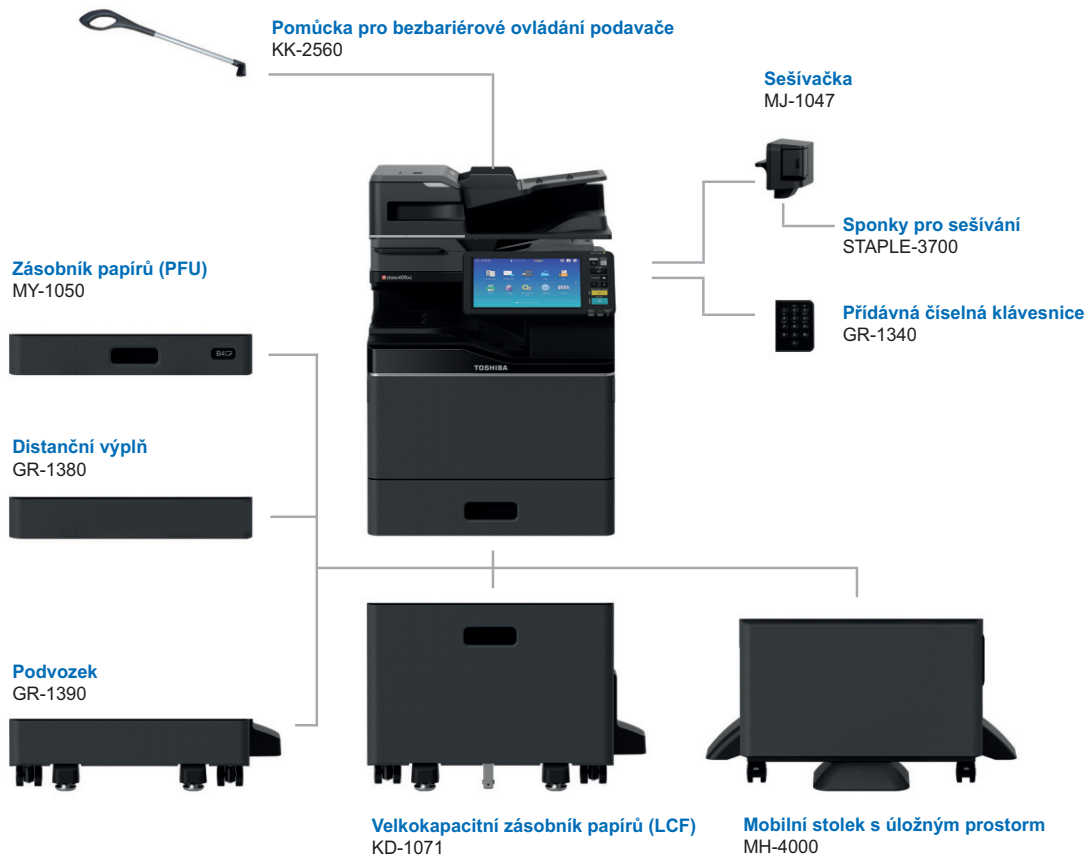 Pomůcka pro bezbariérové ovládání podavače
KK-2560
Sešívačka
MJ-1047
Sponky pro sešívání
STAPLE-3700
Zásobník papírů (PFU)
MY-1050
Přídávná číselná klávesnice
GR-1340
B4
TOSHIBA
Distanční výplň
GR-1380
Podvozek
GR-1390
Velkokapacitní zásobník papírů (LCF)
KD-1071
Mobilní stolek s úložným prostorm
MH-4000